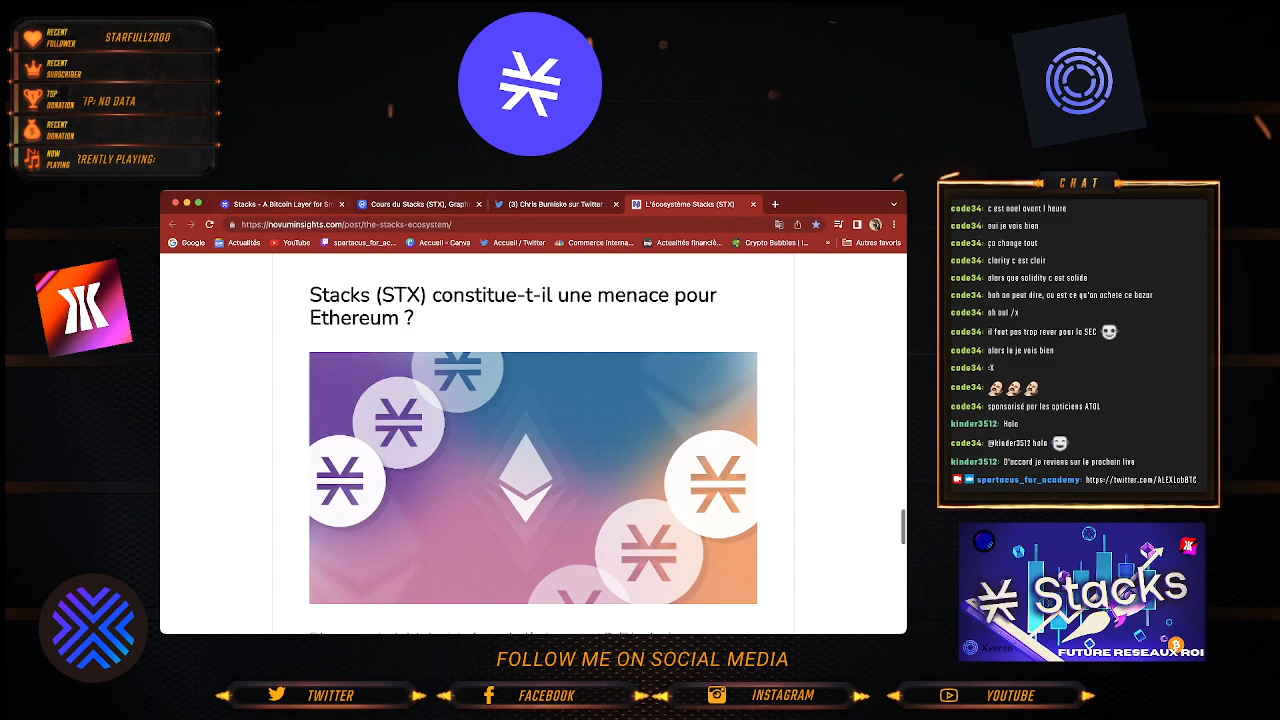 RECENT
FOLLOWER
STARFULL2000
RECENT
SUBSCRIBER
TOP
DONATION
IP: NO DATA
RECENT
DONATION
NOW
PLAYING
RRENTLY PLAYING:
Stacks - A Bitcoin Layer for Sm
Cours du Stacks (STX), Graph
(3) Chris Burniske sur Twitter
L'écosystème Stacks (STX)
https://novuminsights.com/post/the-stacks-ecosystem/
Google
Actualités
YouTube
spartacus_for_ac...
Accueil - Canva
Accueil / Twitter
Commerce Interna...
Actualités financiè...
Crypto Bubbles | I...
»
Autres favoris
Stacks (STX) constitue-t-il une menace pour
Ethereum ?
CHAT
code34: c est noel avant l heure
code34: oui je vois bien
code34: ça change tout
code34: clarity c est clair
code34: alors que solidity c est solide
code34: bah on peut dire, ou est ce qu'on achete ce bazar
code34: ah oui /x
code34: il faut pas trop rever pour la SEC
code34: alors la je vois bien
code34: :X
code34:
code34: sponsorisé par les opticiens ATOL
kinder3512: Hola
code34: @kinder3512 hola
kinder3512: D'accord je reviens sur le prochain live
spartacus_for_academy: https://twitter.com/ALEXLabBTC
Stacks
Xverse
FUTURE RESEAUX ROI
FOLLOW ME ON SOCIAL MEDIA
TWITTER
FACEBOOK
INSTAGRAM
YOUTUBE